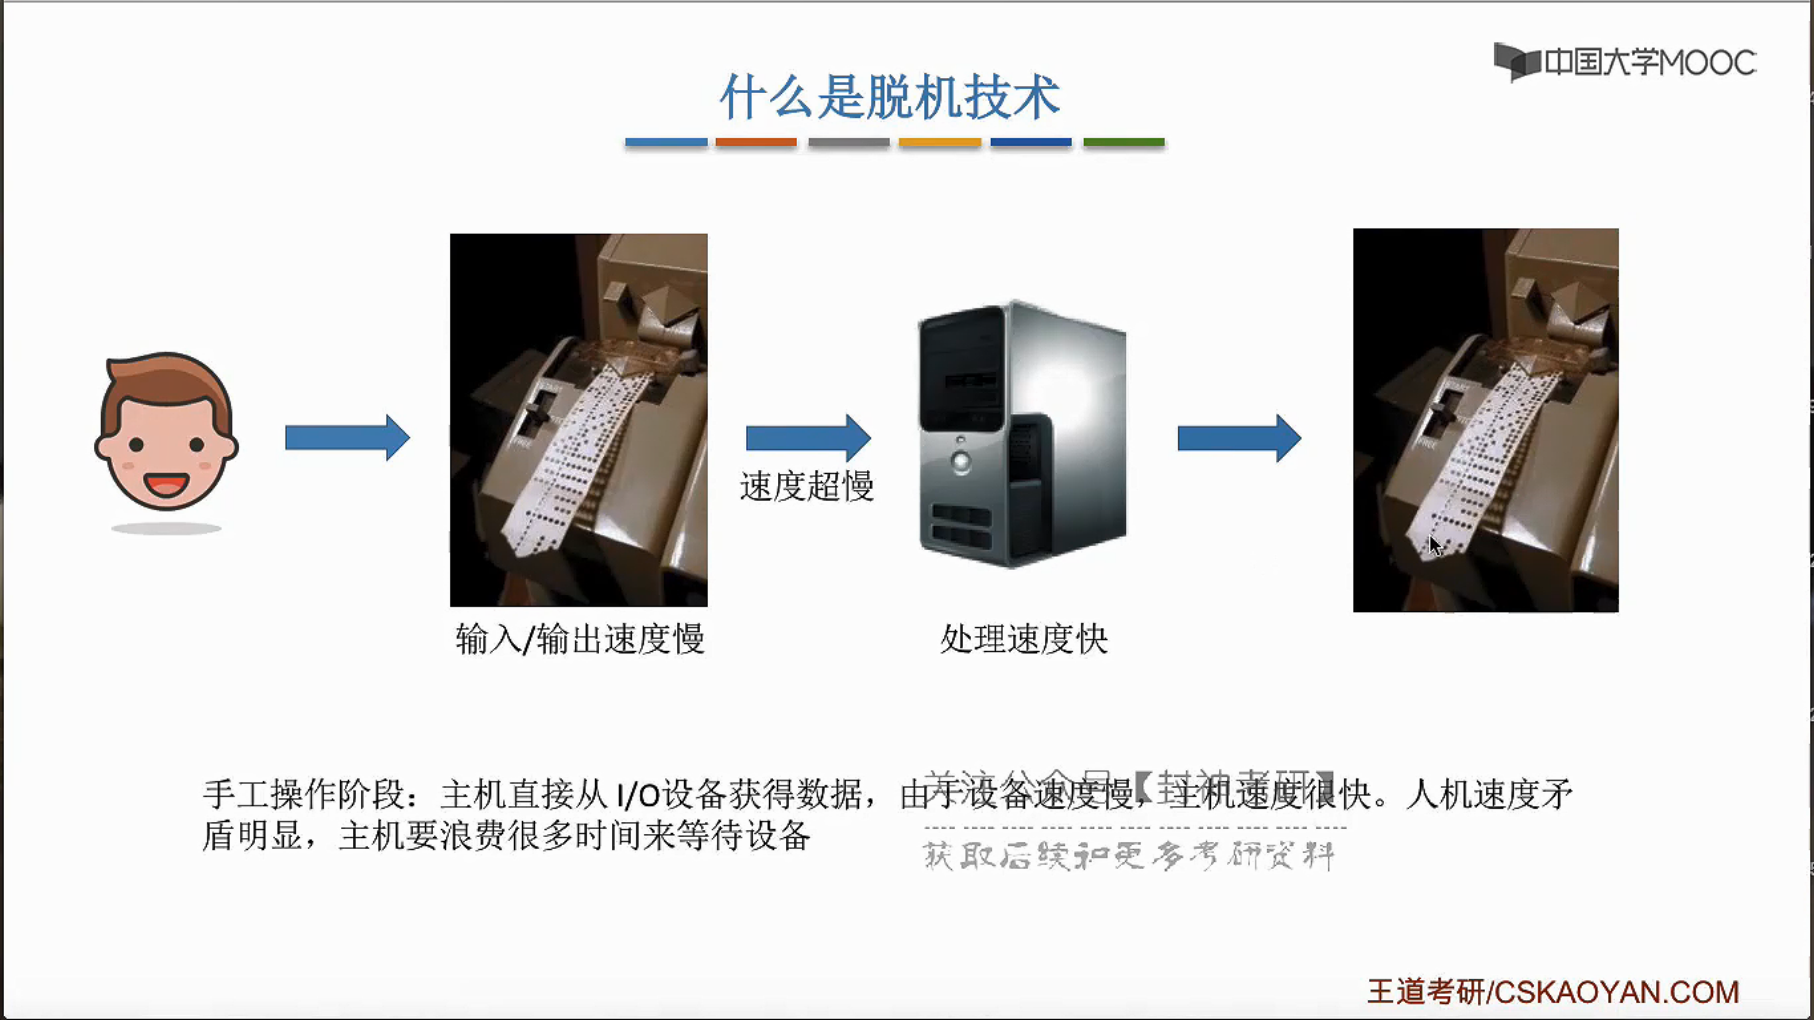 中国大学MOOC
什么是脱机技术
速度超慢
输入/输出速度慢
处理速度快
手工操作阶段：主机直接从 I/O设备获得数据，由于设备速度慢，主机速度很快。人机速度矛
盾明显，主机要浪费很多时间来等待设备
关注公众号【封神考研】
获取后续和更多考研资料
王道考研/CSKAOYAN.COM